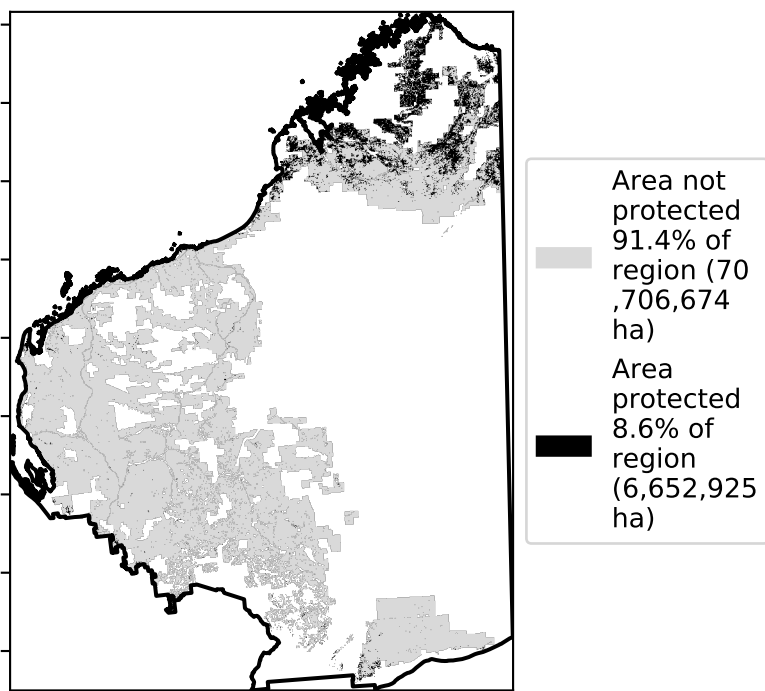 Area not
protected
91.4% of
region (70
,706,674
ha)
Area
protected
8.6% of
region
(6,652,925
ha)